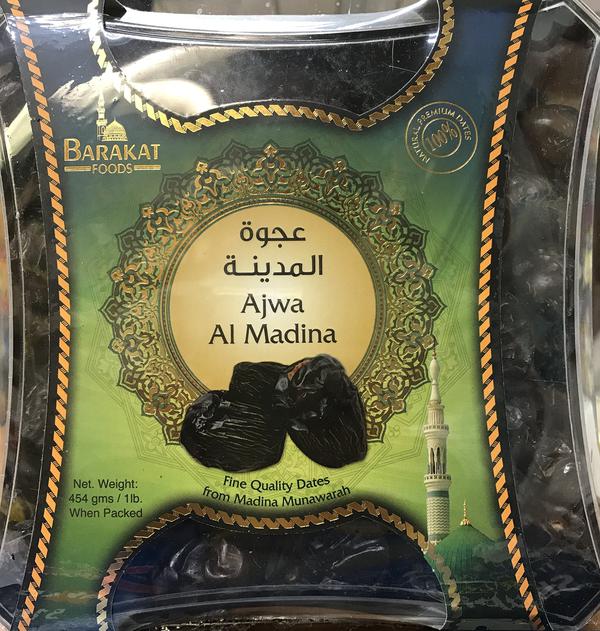 BARAKAT
FOODS
NATURAL PREMIUM DATES
100%
عجوة
المدينة
Ajwa
Al Madina
Fine Quality Dates
from Madina Munawarah
Net. Weight:
454 gms / 1lb.
When Packed